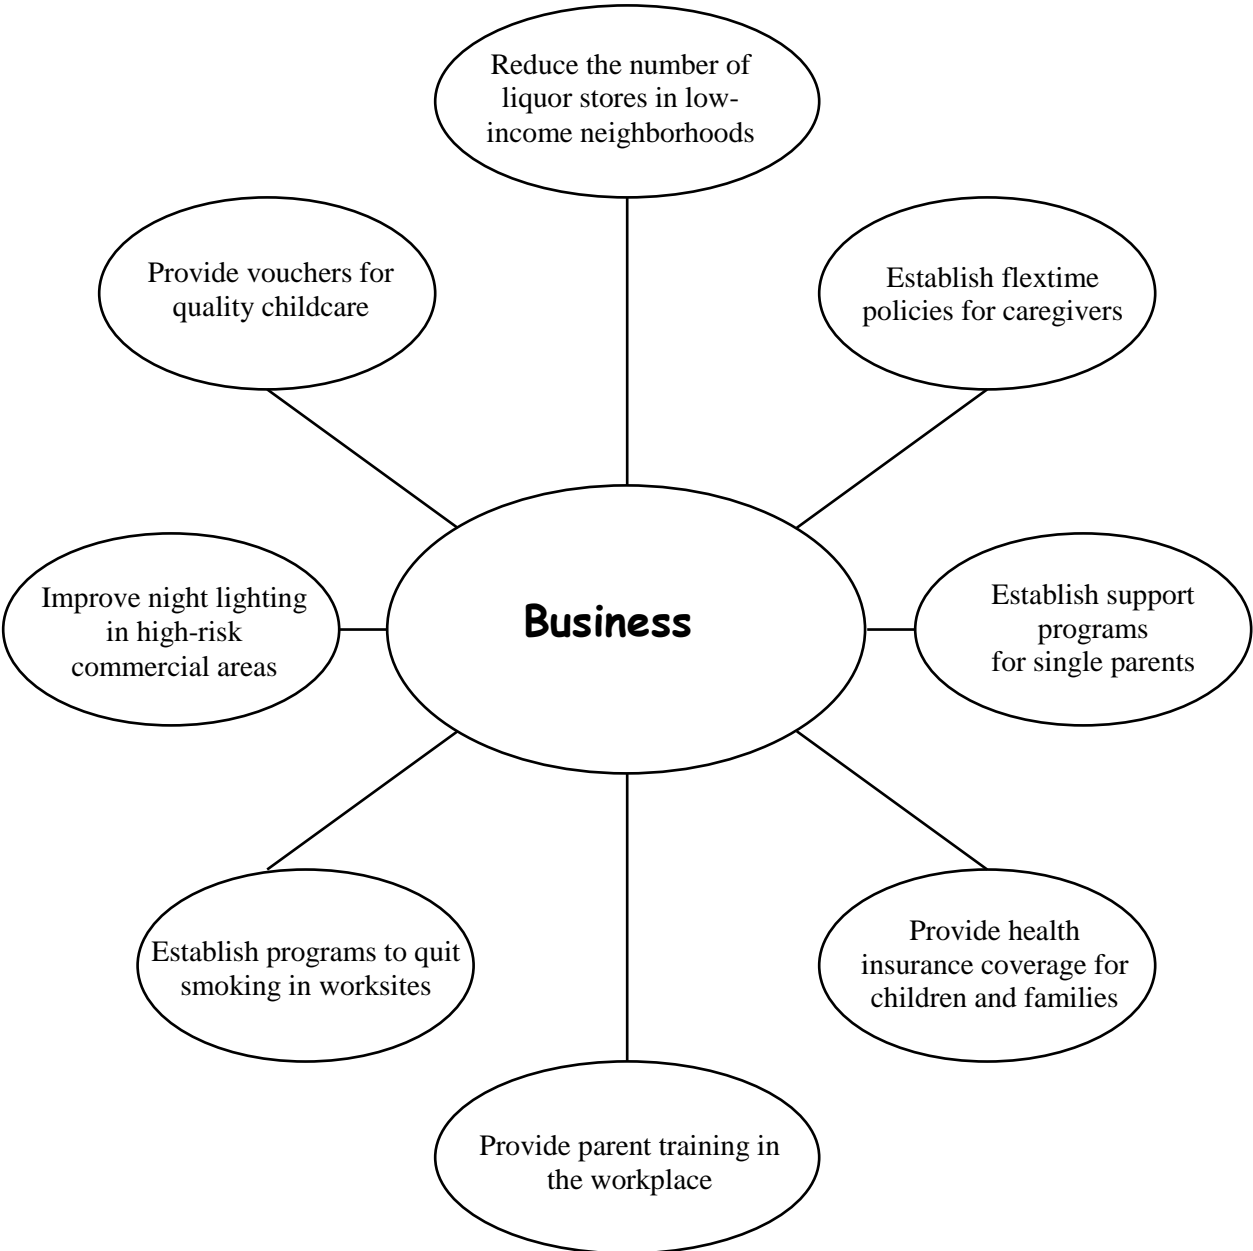 Reduce the number of
liquor stores in low-
income neighborhoods
Provide vouchers for
quality childcare
Establish flextime
policies for caregivers
Improve night lighting
in high-risk
commercial areas
Business
Establish support
programs
for single parents
Establish programs to quit
smoking in worksites
Provide health
insurance coverage for
children and families
Provide parent training in
the workplace